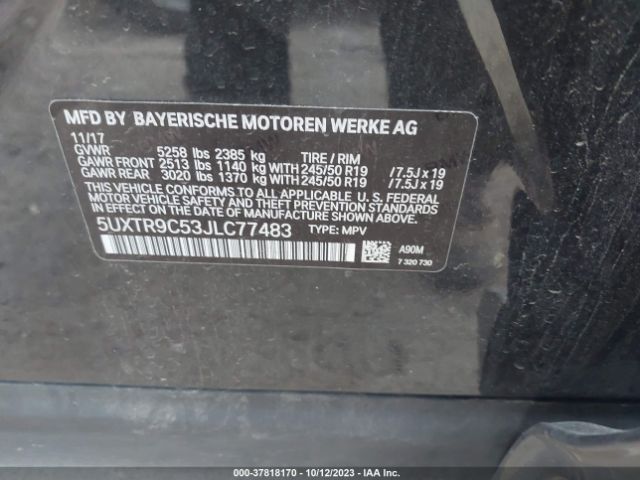 MFD BY BAYERISCHE MOTOREN WERKE AG
11/17
GVWR 5258 lbs 2385 kg TIRE / RIM
GAWR FRONT 2513 lbs 1140 kg WITH 245/50 R19 /7.5J x 19
GAWR REAR 3020 lbs 1370 kg WITH 245/50 R19 /7.5J x 19
THIS VEHICLE CONFORMS TO ALL APPLICABLE U. S. FEDERAL
MOTOR VEHICLE SAFETY, BUMPER, AND THEFT PREVENTION
STANDARDS IN EFFECT ON THE DATE OF MANUFACTURE SHOWN ABOVE.
5UXTR9C53JLC77483 TYPE: MPV
A90M
7 320 730
000-37818170 - 10/12/2023 - IAA Inc.